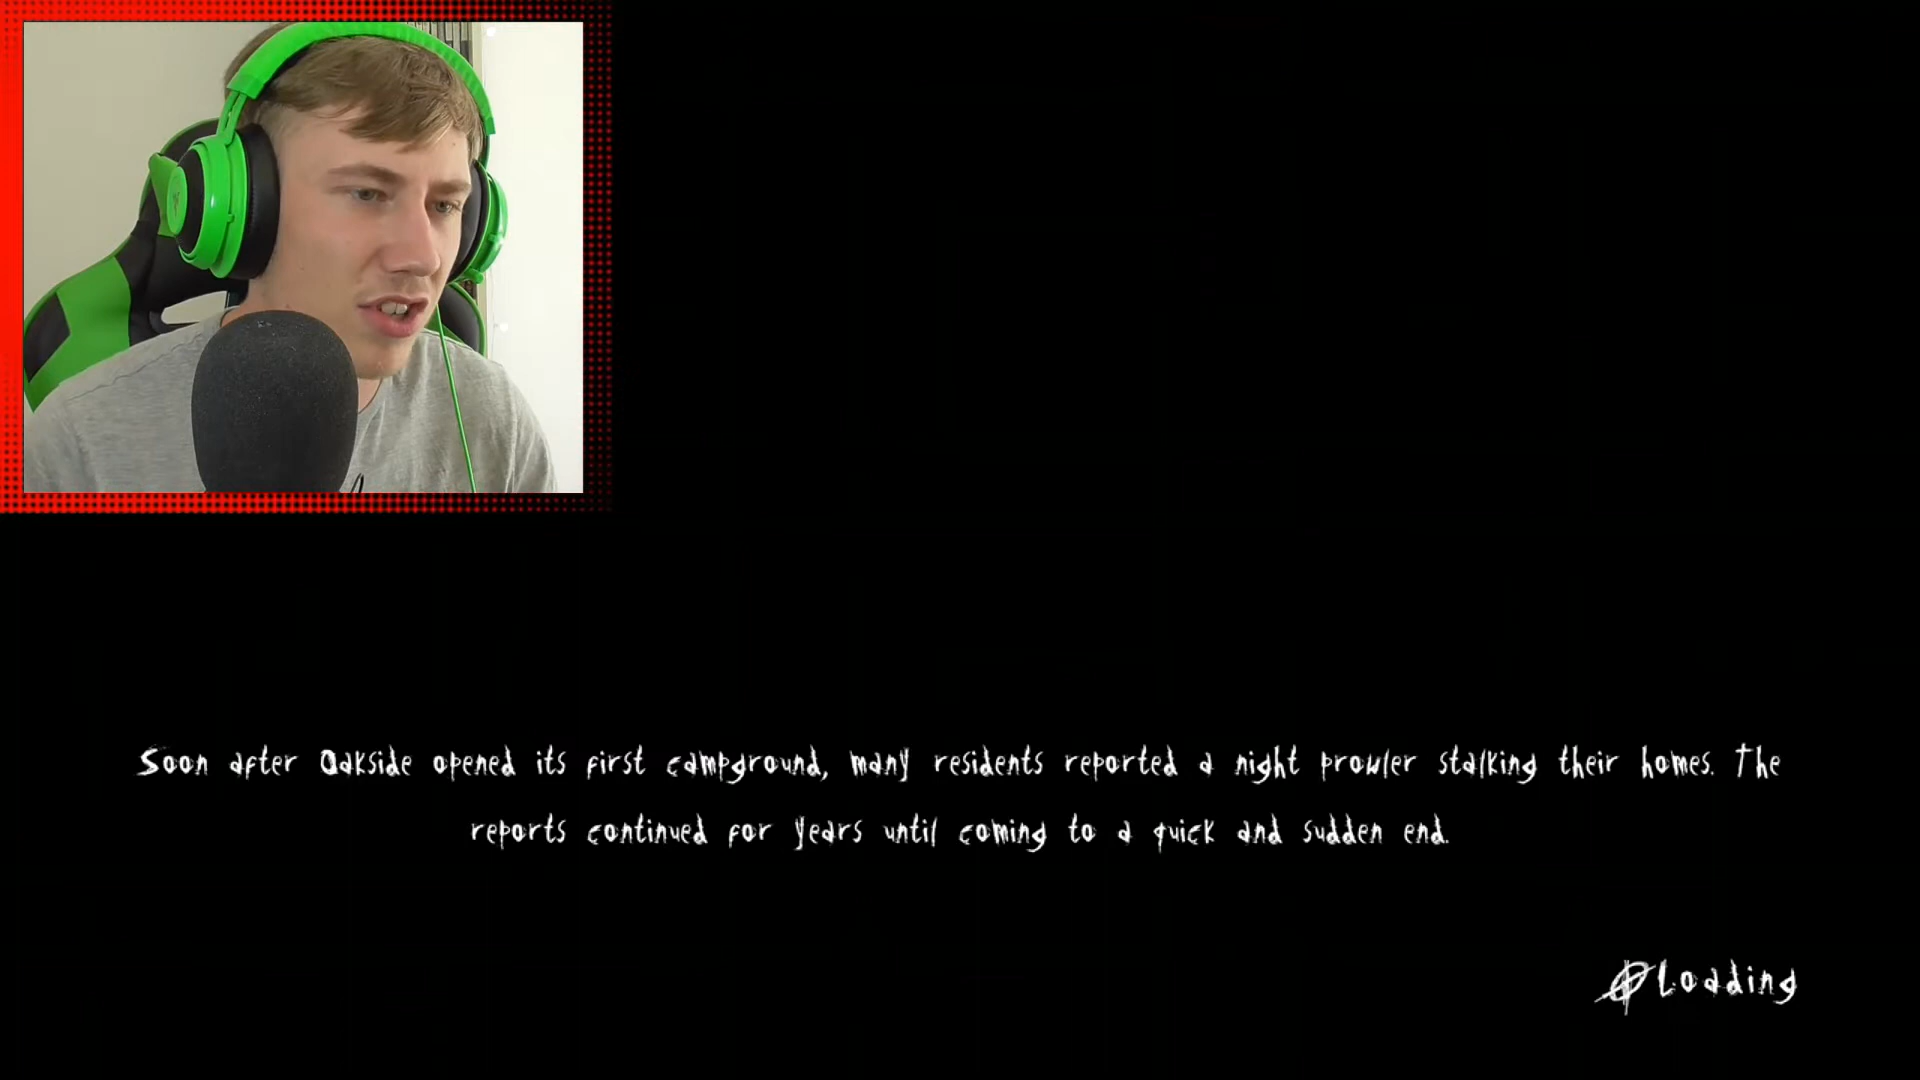 Soon after Oakside opened its first campground, many residents reported a night prowler stalking their homes. The
reports continued for years until coming to a quick and sudden end.
Loading